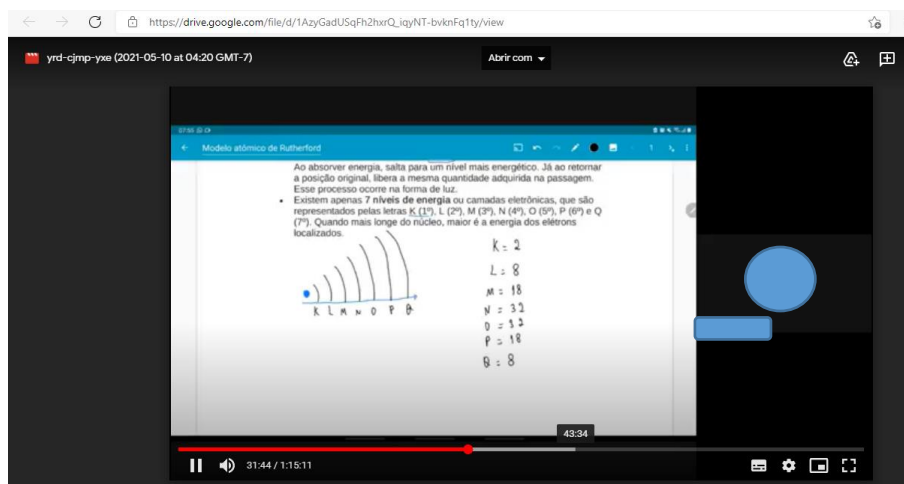 https://drive.google.com/file/d/1AzyGadUSqFh2hxrQ_iqyNT-bvknFq1ty/view
yrd-cjmp-yxe (2021-05-10 at 04:20 GMT-7)
Abrir com
Modelo atômico de Rutherford
Ao absorver energia, salta para um nível mais energético. Já ao retornar
a posição original, libera a mesma quantidade adquirida na passagem.
Esse processo ocorre na forma de luz.
• Existem apenas 7 níveis de energia ou camadas eletrônicas, que são
representados pelas letras K (1º), L (2º), M (3º), N (4º), O (5º), P (6º) e Q
(7º). Quando mais longe do núcleo, maior é a energia dos elétrons
localizados.
K L M N O P Q
K = 2
L = 8
M = 18
N = 32
O = 32
P = 18
Q = 8
43:34
31:44 / 1:15:11